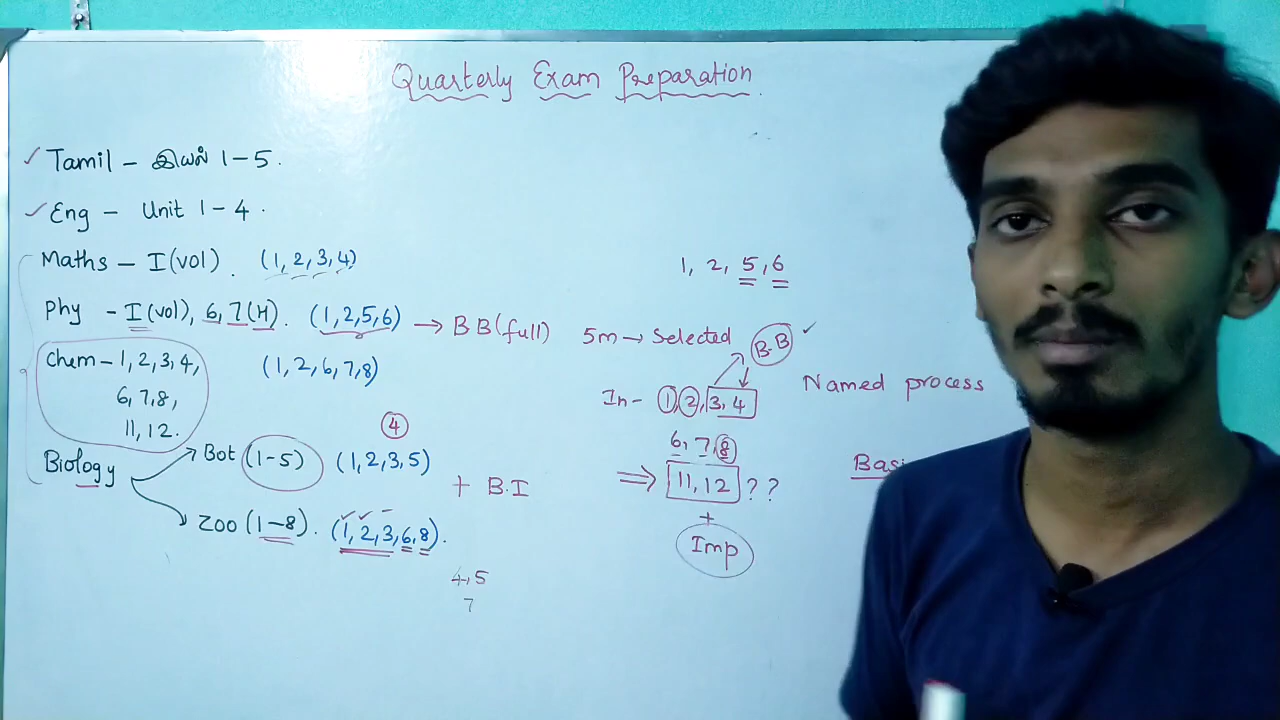 Quarterly Exam Preparation.
✓ Tamil – இயல் 1–5.
✓ Eng – Unit 1–4.
Maths – I(vol). (1, 2, 3, 4)
1, 2, 5, 6
Phy – I(vol), 6, 7(H). (1, 2, 5, 6) → BB(full)
5m → Selected B.B ✓
Chem – 1, 2, 3, 4, (1, 2, 6, 7, 8)
6, 7, 8,
11, 12.
In – 1, 2, 3, 4
Named process
4
6, 7, 8
Biology
Bot (1–5) (1, 2, 3, 5)
+ B.I
⇒ 11, 12 ??
+
Imp
Zoo (1–8). (1, 2, 3, 6, 8).
4, 5
7